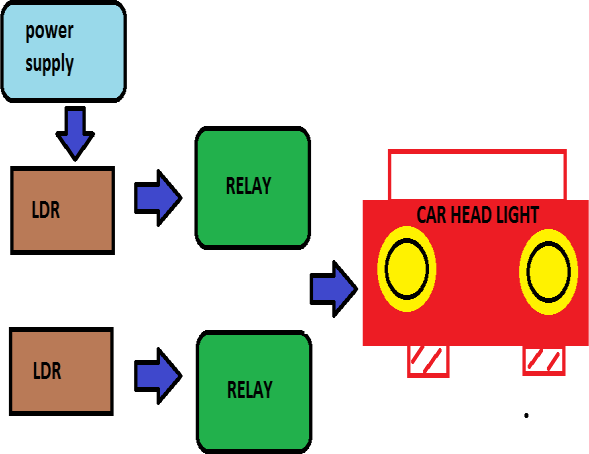 power
supply
LDR
RELAY
CAR HEAD LIGHT
LDR
RELAY